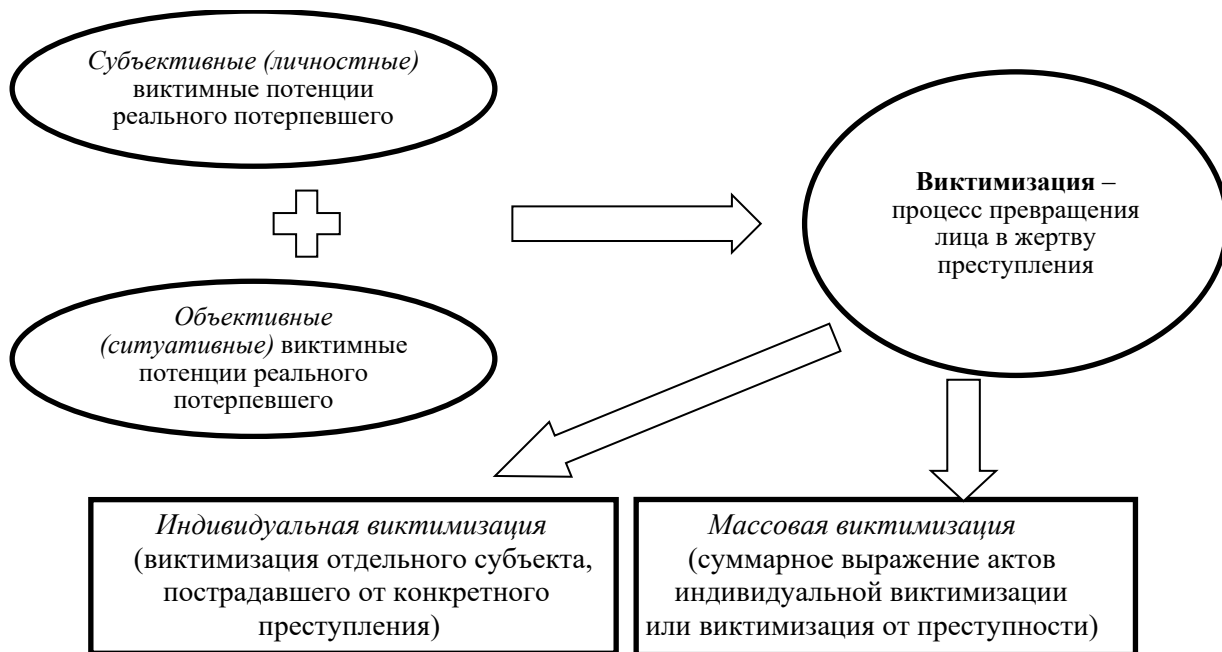 Субъективные (личностные)
виктимные потенции
реального потерпевшего
Объективные
(ситуативные) виктимные
потенции реального
потерпевшего
Виктимизация –
процесс превращения
лица в жертву
преступления
Индивидуальная виктимизация
(виктимизация отдельного субъекта,
пострадавшего от конкретного
преступления)
Массовая виктимизация
(суммарное выражение актов
индивидуальной виктимизации
или виктимизация от преступности)